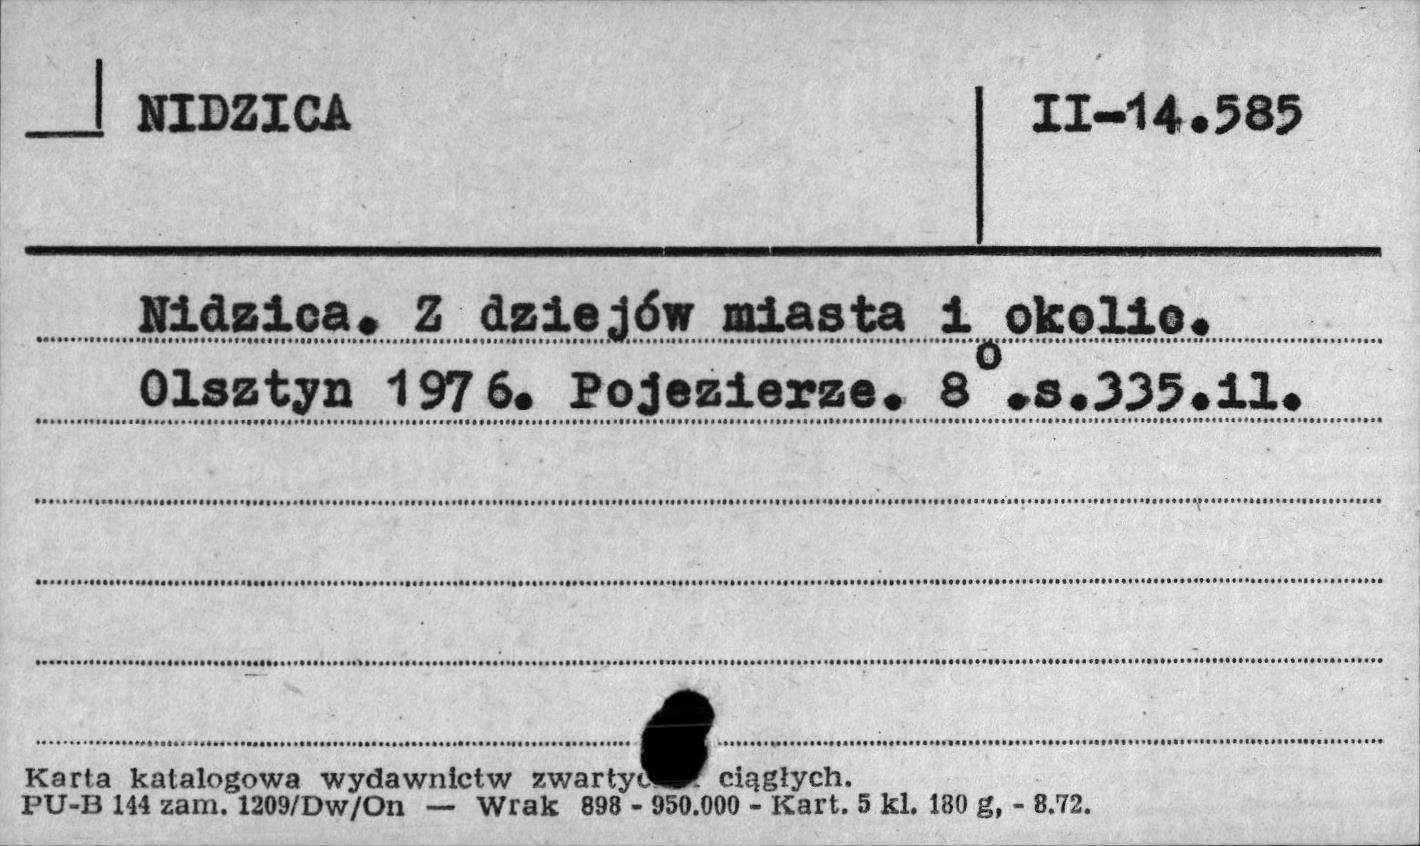 NIDZICA
II-14.585
Nidzica. Z dziejów miasta i okolic.
Olsztyn 1976. Pojezierze. 8°.s.335.il.
Karta katalogowa wydawnictw ciągłych.
PU-B 144 zam. 1209/Dw/On — Wrak 898 - 950.000 - Kart. 5 kl. 180 g, - 8.72.